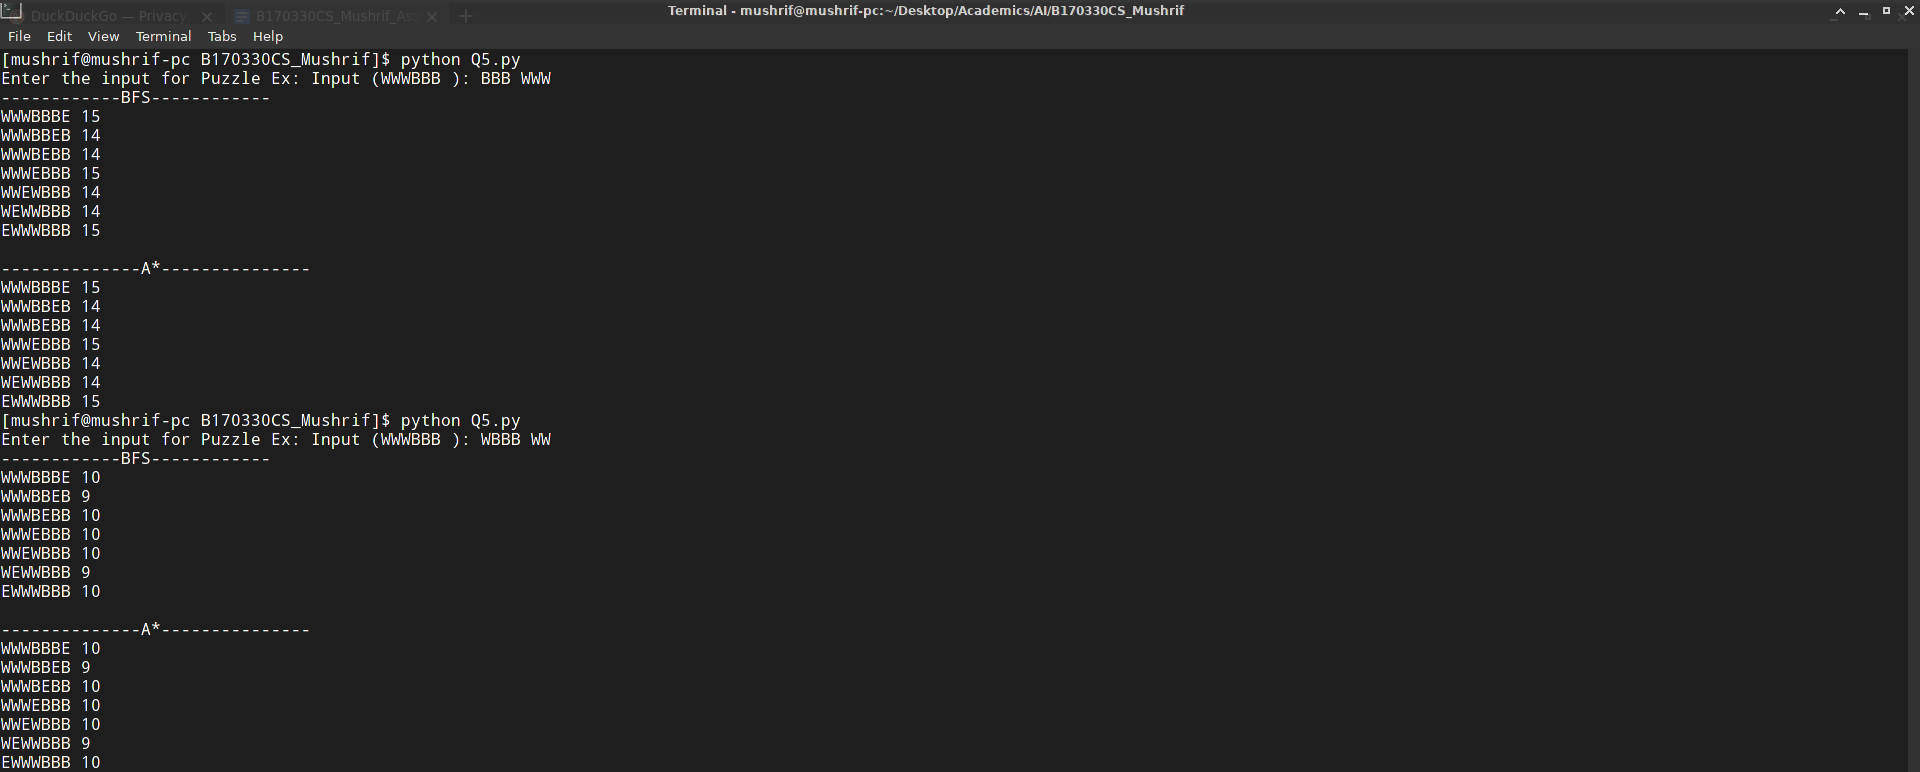 DuckDuckGo — Privacy
B170330CS_Mushrif_As
Terminal - mushrif@mushrif-pc:~/Desktop/Academics/AI/B170330CS_Mushrif
File Edit View Terminal Tabs Help
[mushrif@mushrif-pc B170330CS_Mushrif]$ python Q5.py
Enter the input for Puzzle Ex: Input (WWWBBB ): BBB WWW
------------BFS------------
WWWBBBE 15
WWWBBEB 14
WWWBEBB 14
WWWEBBB 15
WWEWBBB 14
WEWWBBB 14
EWWWBBB 15
--------------A*---------------
WWWBBBE 15
WWWBBEB 14
WWWBEBB 14
WWWEBBB 15
WWEWBBB 14
WEWWBBB 14
EWWWBBB 15
[mushrif@mushrif-pc B170330CS_Mushrif]$ python Q5.py
Enter the input for Puzzle Ex: Input (WWWBBB ): WBBB WW
------------BFS------------
WWWBBBE 10
WWWBBEB 9
WWWBEBB 10
WWWEBBB 10
WWEWBBB 10
WEWWBBB 9
EWWWBBB 10
--------------A*---------------
WWWBBBE 10
WWWBBEB 9
WWWBEBB 10
WWWEBBB 10
WWEWBBB 10
WEWWBBB 9
EWWWBBB 10